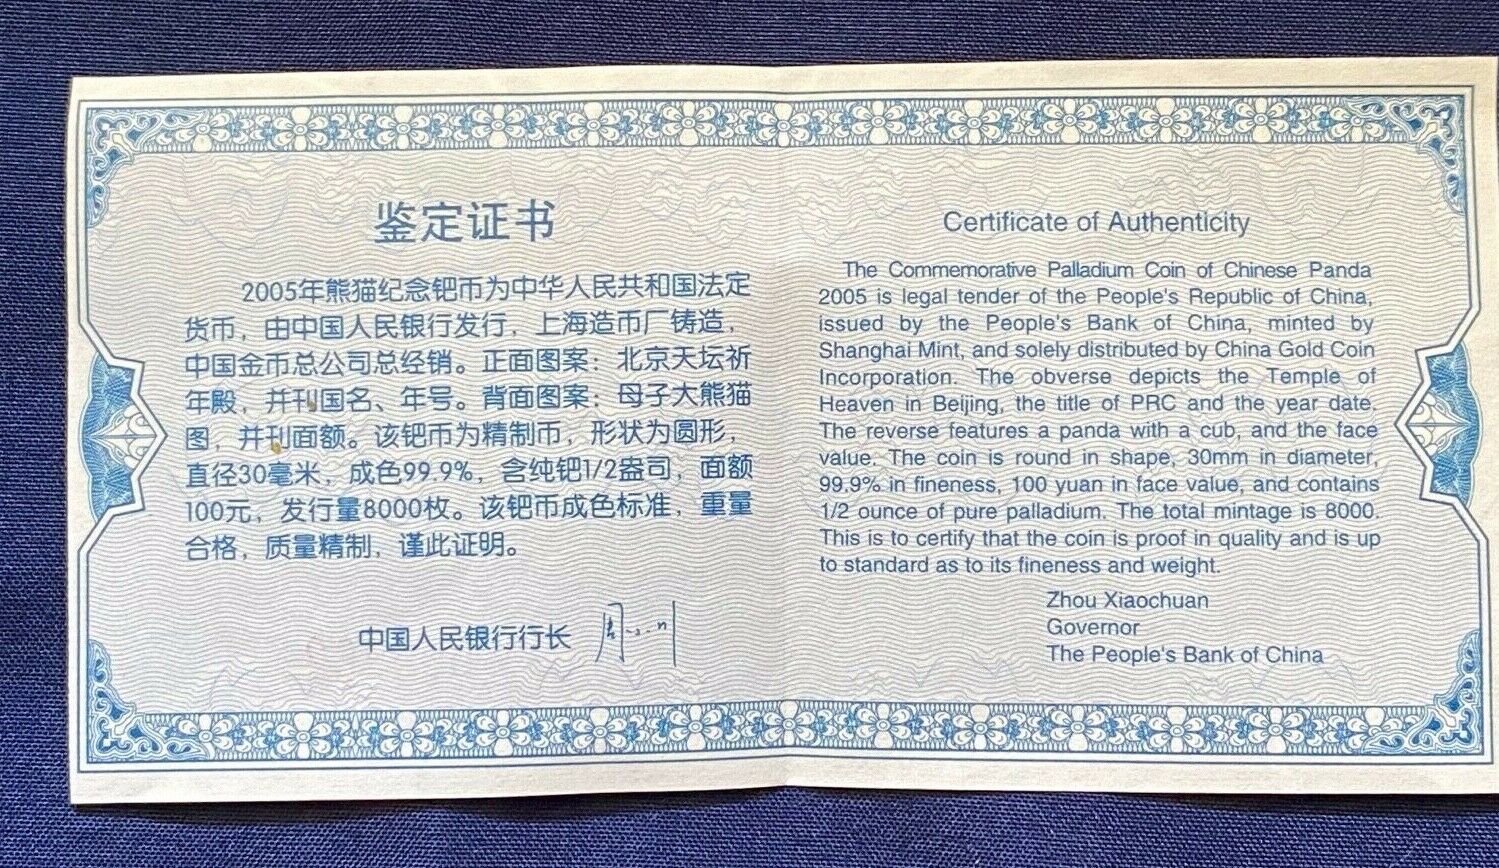 鉴定证书
2005年熊猫纪念钯币为中华人民共和国法定
货币，由中国人民银行发行，上海造币厂铸造，
中国金币总公司总经销。正面图案：北京天坛祈
年殿，并刊国名、年号。背面图案：母子大熊猫
图，并刊面额。该钯币为精制币，形状为圆形，
直径30毫米，成色99.9%，含纯钯1/2盎司，面额
100元，发行量8000枚。该钯币成色标准，重量
合格，质量精制，谨此证明。
中国人民银行行长 周小川
Certificate of Authenticity
The Commemorative Palladium Coin of Chinese Panda
2005 is legal tender of the People's Republic of China,
issued by the People's Bank of China, minted by
Shanghai Mint, and solely distributed by China Gold Coin
Incorporation. The obverse depicts the Temple of
Heaven in Beijing, the title of PRC and the year date.
The reverse features a panda with a cub, and the face
value. The coin is round in shape, 30mm in diameter,
99.9% in fineness, 100 yuan in face value, and contains
1/2 ounce of pure palladium. The total mintage is 8000.
This is to certify that the coin is proof in quality and is up
to standard as to its fineness and weight.
Zhou Xiaochuan
Governor
The People's Bank of China